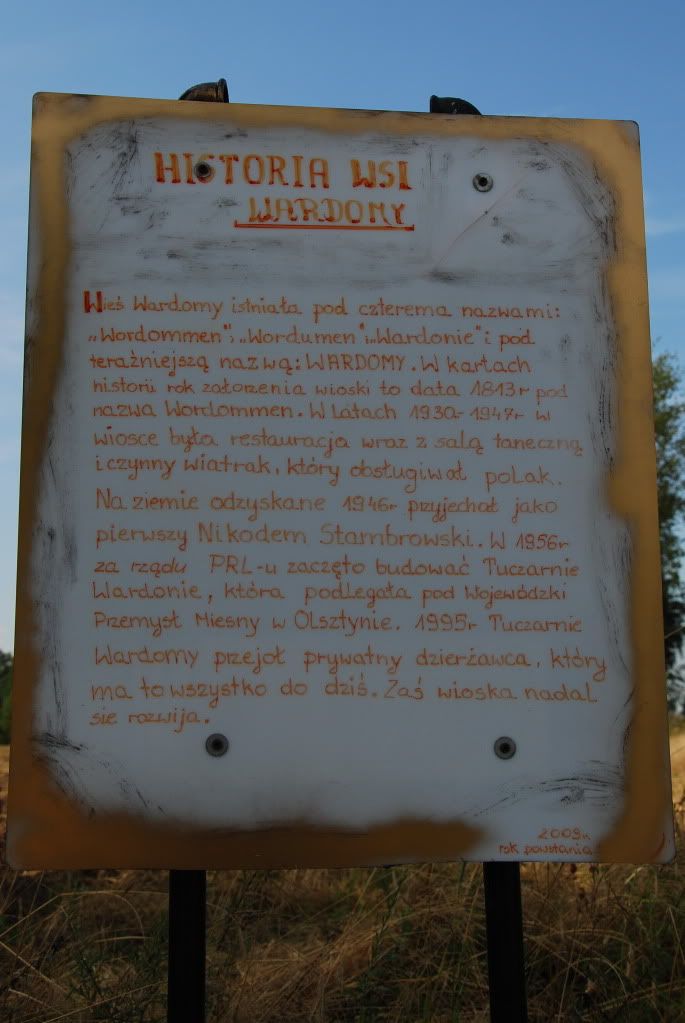 HISTORIA WSI
WARDOMY
Wieś Wardomy istniała pod czterema nazwami:
„Wordommen”; „Wordumen”; „Wardonie” i pod
teraźniejszą nazwą: WARDOMY. W kartach
historii rok założenia wioski to data 1813r pod
nazwa Wordommen. W Latach 1930-1947r w
wiosce była restauracja wraz z salą taneczną
i czynny wiatrak, który obsługiwał polak.
Na ziemie odzyskane 1946r przyjechał jako
pierwszy Nikodem Stambrowski. W 1956r
za rządu PRL-u zaczęto budować Tuczarnie
Wardonie, która podlegała pod Wojewódzki
Przemysł Miesny w Olsztynie. 1995r Tuczarnie
Wardomy przejoł prywatny dzierżawca, który
ma to wszystko do dziś. Zaś wioska nadal
sie rozwija.
2009r
rok powstania